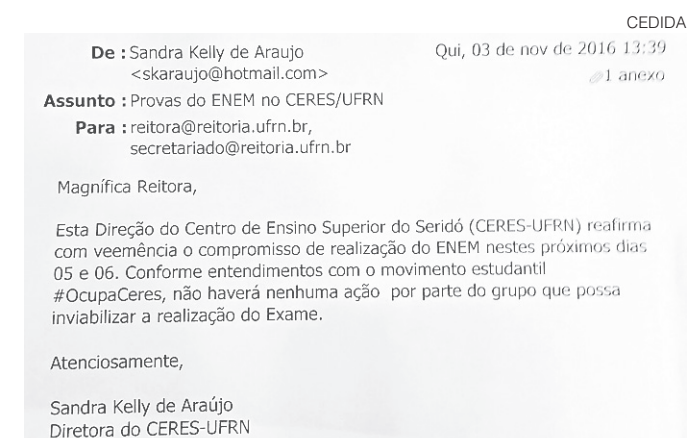 CEDIDA
De : Sandra Kelly de Araujo
<skaraujo@hotmail.com>
Qui, 03 de nov de 2016 13:39
1 anexo
Assunto : Provas do ENEM no CERES/UFRN
Para : reitora@reitoria.ufrn.br,
secretariado@reitoria.ufrn.br
Magnífica Reitora,
Esta Direção do Centro de Ensino Superior do Seridó (CERES-UFRN) reafirma
com veemência o compromisso de realização do ENEM nestes próximos dias
05 e 06. Conforme entendimentos com o movimento estudantil
#OcupaCeres, não haverá nenhuma ação por parte do grupo que possa
inviabilizar a realização do Exame.
Atenciosamente,
Sandra Kelly de Araújo
Diretora do CERES-UFRN